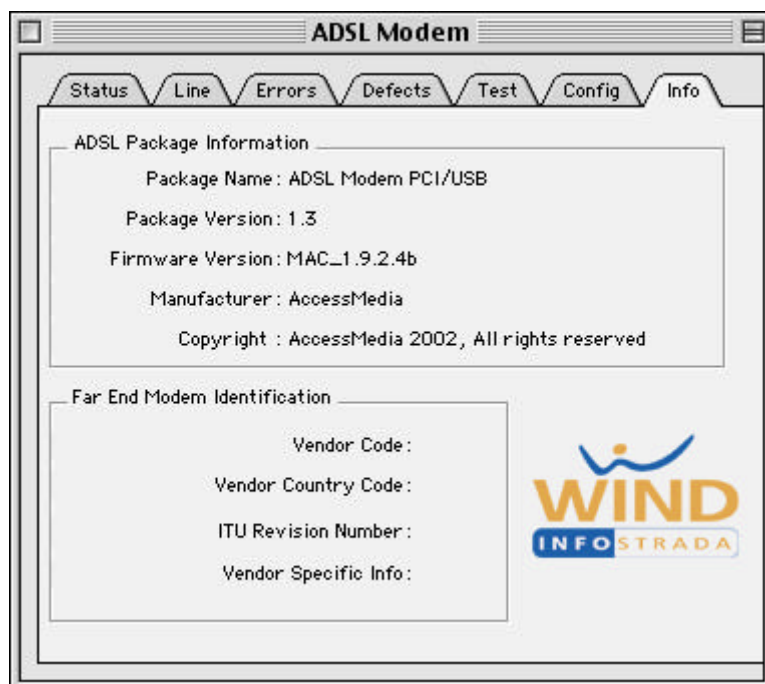 ADSL Modem
Status Line Errors Defects Test Config Info
ADSL Package Information
Package Name : ADSL Modem PCI/USB
Package Version : 1.3
Firmware Version : MAC_1.9.2.4b
Manufacturer : AccessMedia
Copyright : AccessMedia 2002, All rights reserved
Far End Modem Identification
Vendor Code :
Vendor Country Code :
ITU Revision Number :
Vendor Specific Info :
WIND
INFOSTRADA